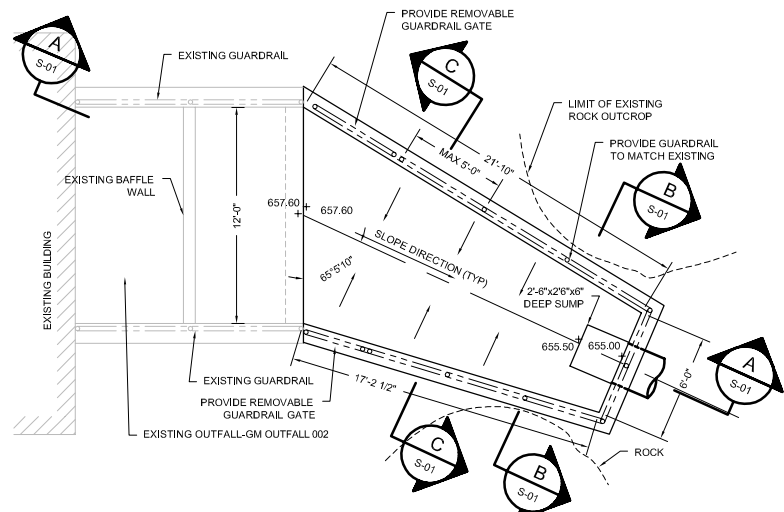 PROVIDE REMOVABLE
GUARDRAIL GATE
A
S-01
EXISTING GUARDRAIL
C
S-01
LIMIT OF EXISTING
ROCK OUTCROP
21'-10"
MAX 5'-0"
PROVIDE GUARDRAIL
TO MATCH EXISTING
EXISTING BAFFLE
WALL
B
S-01
12'-0"
657.60
657.60
SLOPE DIRECTION (TYP)
EXISTING BUILDING
65°5'10"
2'-6"x2'6"x6"
DEEP SUMP
655.50
655.00
6'-0"
A
S-01
EXISTING GUARDRAIL
17'-2 1/2"
PROVIDE REMOVABLE
GUARDRAIL GATE
EXISTING OUTFALL-GM OUTFALL 002
C
S-01
B
S-01
ROCK